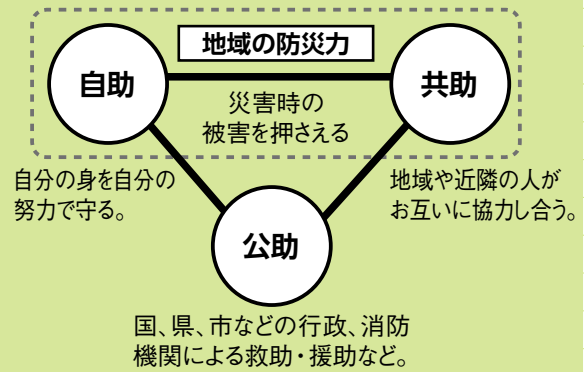 地域の防災力
自助
共助
災害時の
被害を押さえる
自分の身を自分の
努力で守る。
地域や近隣の人が
お互いに協力し合う。
公助
国、県、市などの行政、消防
機関による救助・援助など。